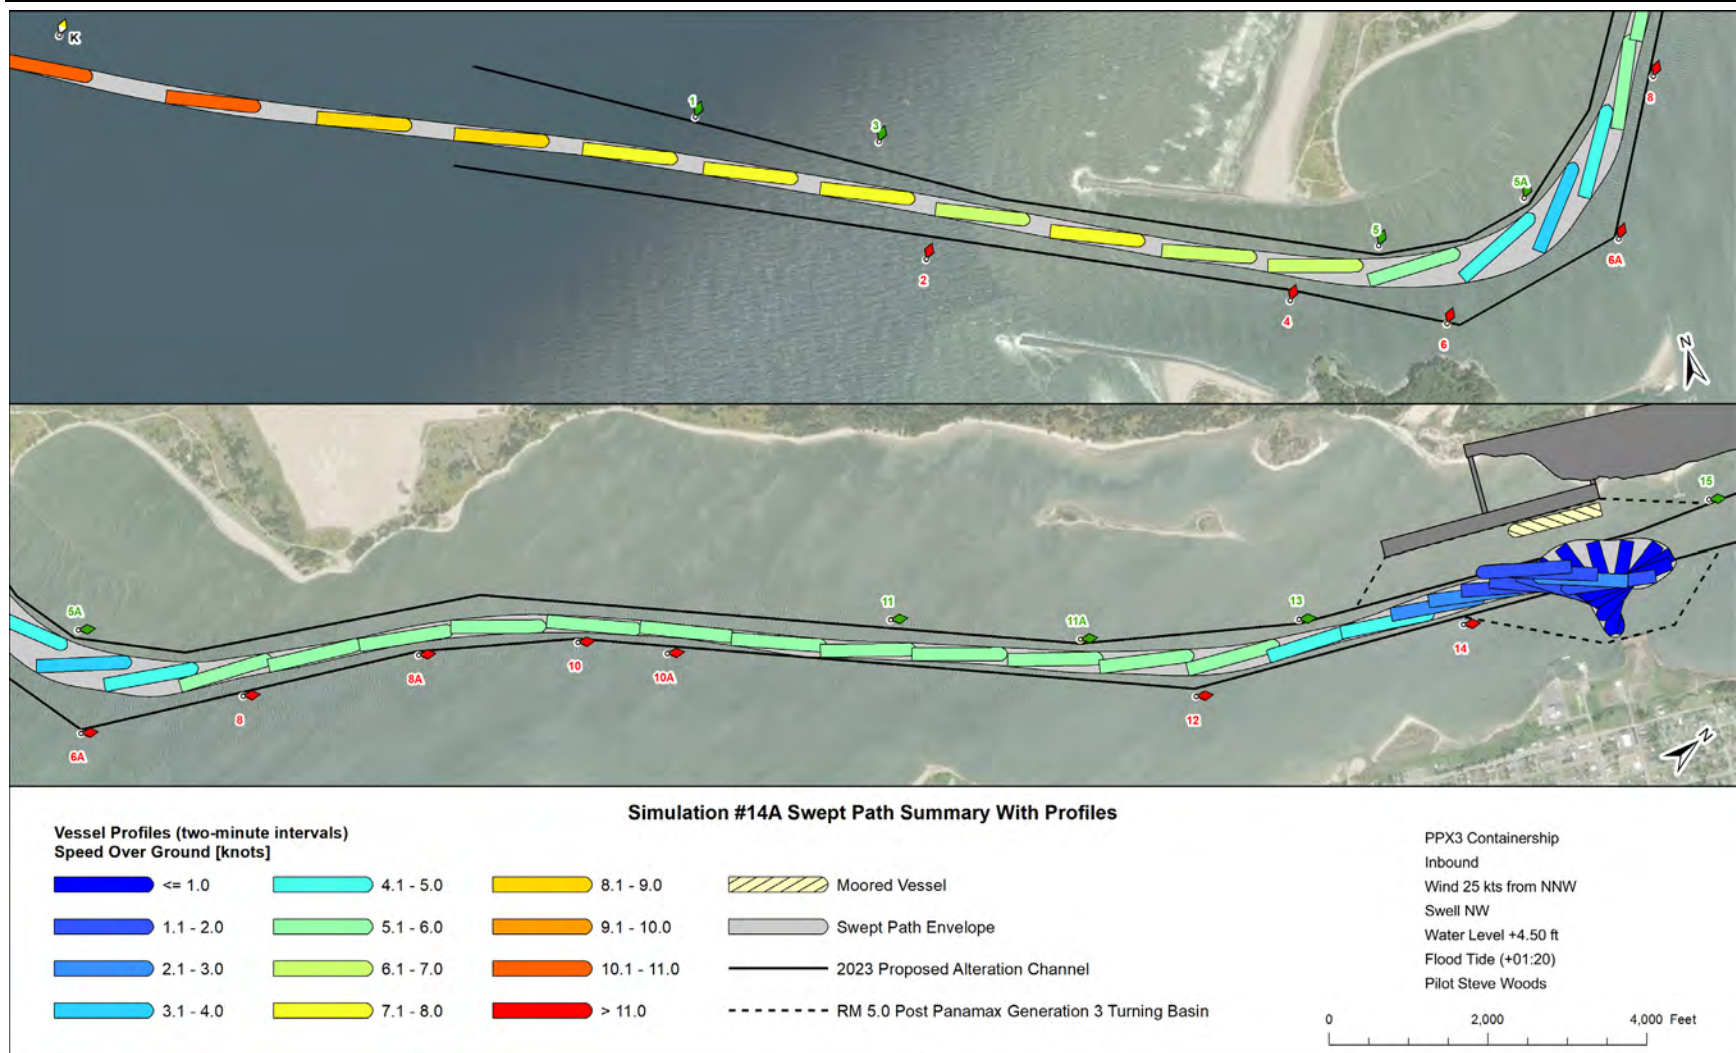 K
1
3
5A
8
5
2
6A
4
6
N
15
5A
11
11A
13
10
10A
14
8A
8
12
6A
N
Simulation #14A Swept Path Summary With Profiles
Vessel Profiles (two-minute intervals)
Speed Over Ground [knots]
<= 1.0
4.1 - 5.0
8.1 - 9.0
Moored Vessel
1.1 - 2.0
5.1 - 6.0
9.1 - 10.0
Swept Path Envelope
2.1 - 3.0
6.1 - 7.0
10.1 - 11.0
2023 Proposed Alteration Channel
3.1 - 4.0
7.1 - 8.0
> 11.0
RM 5.0 Post Panamax Generation 3 Turning Basin
PPX3 Containership
Inbound
Wind 25 kts from NNW
Swell NW
Water Level +4.50 ft
Flood Tide (+01:20)
Pilot Steve Woods
0 2,000 4,000 Feet